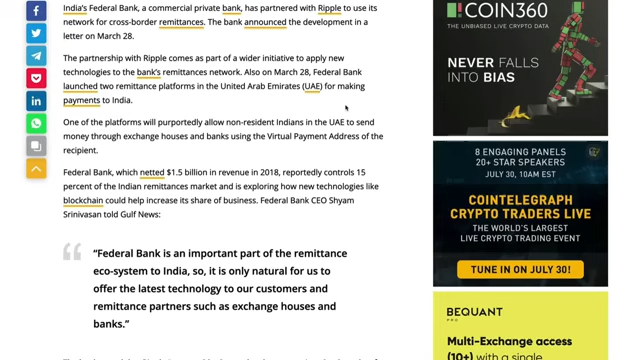 India's Federal Bank, a commercial private bank, has partnered with Ripple to use its
network for cross-border remittances. The bank announced the development in a
letter on March 28.
The partnership with Ripple comes as part of a wider initiative to apply new
technologies to the bank's remittances network. Also on March 28, Federal Bank
launched two remittance platforms in the United Arab Emirates (UAE) for making
payments to India.
One of the platforms will purportedly allow non-resident Indians in the UAE to send
money through exchange houses and banks using the Virtual Payment Address of the
recipient.
Federal Bank, which netted $1.5 billion in revenue in 2018, reportedly controls 15
percent of the Indian remittances market and is exploring how new technologies like
blockchain could help increase its share of business. Federal Bank CEO Shyam
Srinivasan told Gulf News:
“Federal Bank is an important part of the remittance
eco-system to India, so, it is only natural for us to
offer the latest technology to our customers and
remittance partners such as exchange houses and
banks.”
COIN360
THE UNBIASED LIVE CRYPTO DATA
NEVER FALLS
INTO BIAS
8 ENGAGING PANELS
20+ STAR SPEAKERS
JULY 30, 10AM EST
COINTELEGRAPH
CRYPTO TRADERS LIVE
THE WORLD'S LARGEST
LIVE CRYPTO TRADING EVENT
TUNE IN ON JULY 30!
BEQUANT
PRO
Multi-Exchange access
(10+) with a single